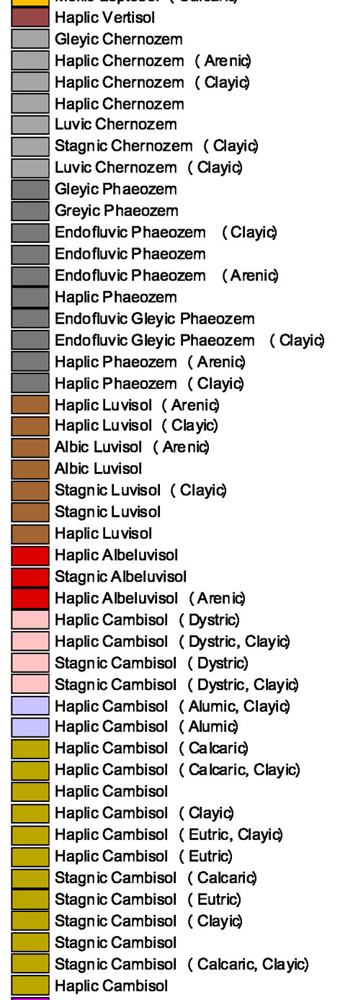 Haplic Vertisol
Gleyic Chernozem
Haplic Chernozem ( Arenic)
Haplic Chernozem ( Clayic)
Haplic Chernozem
Luvic Chernozem
Stagnic Chernozem ( Clayic)
Luvic Chernozem ( Clayic)
Gleyic Phaeozem
Greyic Phaeozem
Endofluvic Phaeozem ( Clayic)
Endofluvic Phaeozem
Endofluvic Phaeozem ( Arenic)
Haplic Phaeozem
Endofluvic Gleyic Phaeozem
Endofluvic Gleyic Phaeozem ( Clayic)
Haplic Phaeozem ( Arenic)
Haplic Phaeozem ( Clayic)
Haplic Luvisol ( Arenic)
Haplic Luvisol ( Clayic)
Albic Luvisol ( Arenic)
Albic Luvisol
Stagnic Luvisol ( Clayic)
Stagnic Luvisol
Haplic Luvisol
Haplic Albeluvisol
Stagnic Albeluvisol
Haplic Albeluvisol ( Arenic)
Haplic Cambisol ( Dystric)
Haplic Cambisol ( Dystric, Clayic)
Stagnic Cambisol ( Dystric)
Stagnic Cambisol ( Dystric, Clayic)
Haplic Cambisol ( Alumic, Clayic)
Haplic Cambisol ( Alumic)
Haplic Cambisol ( Calcaric)
Haplic Cambisol ( Calcaric, Clayic)
Haplic Cambisol
Haplic Cambisol ( Clayic)
Haplic Cambisol ( Eutric, Clayic)
Haplic Cambisol ( Eutric)
Stagnic Cambisol ( Calcaric)
Stagnic Cambisol ( Eutric)
Stagnic Cambisol ( Clayic)
Stagnic Cambisol
Stagnic Cambisol ( Calcaric, Clayic)
Haplic Cambisol